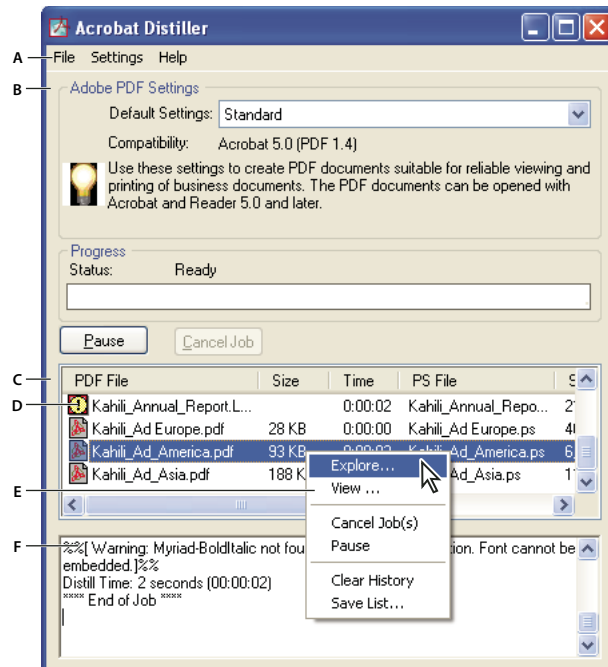 Acrobat Distiller
A
File Settings Help
B
Adobe PDF Settings
Default Settings: Standard
Compatibility: Acrobat 5.0 (PDF 1.4)
Use these settings to create PDF documents suitable for reliable viewing and
printing of business documents. The PDF documents can be opened with
Acrobat and Reader 5.0 and later.
Progress
Status: Ready
Pause Cancel Job
C
PDF File Size Time PS File
D
Kahili_Annual_Report.L... 0:00:02 Kahili_Annual_Repo...
Kahili_Ad Europe.pdf 28 KB 0:00:00 Kahili_Ad Europe.ps
Kahili_Ad_America.pdf 93 KB 0:00:02 Kahili_Ad_America.ps
Kahili_Ad_Asia.pdf 188 K Ad_Asia.ps
Explore...
E
View ...
Cancel Job(s)
Pause
Clear History
Save List...
F
%%[ Warning: Myriad-BoldItalic not fou ion. Font cannot be
embedded.]%%
Distill Time: 2 seconds (00:00:02)
**** End of Job ****